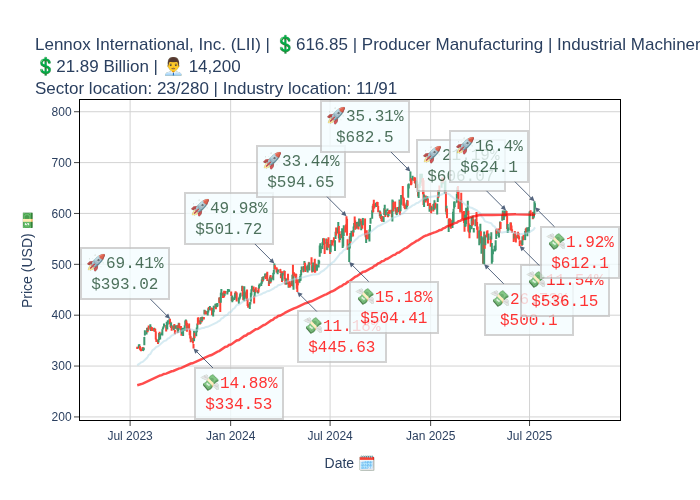 Lennox International, Inc. (LII) | 💲616.85 | Producer Manufacturing | Industrial Machiner
💲21.89 Billion | 👨‍💼 14,200
Sector location: 23/280 | Industry location: 11/91
🚀35.31%
$682.5
🚀16.4%
$624.1
🚀33.44%
$594.65
🚀49.98%
$501.72
🚀69.41%
$393.02
💸1.92%
$612.1
💸11.54%
$536.15
$500.1
💸15.18%
$504.41
$445.63
💸14.88%
$334.53
800
700
600
500
400
300
200
Price (USD) 💵
Jul 2023
Jan 2024
Jul 2024
Jan 2025
Jul 2025
Date 🗓️